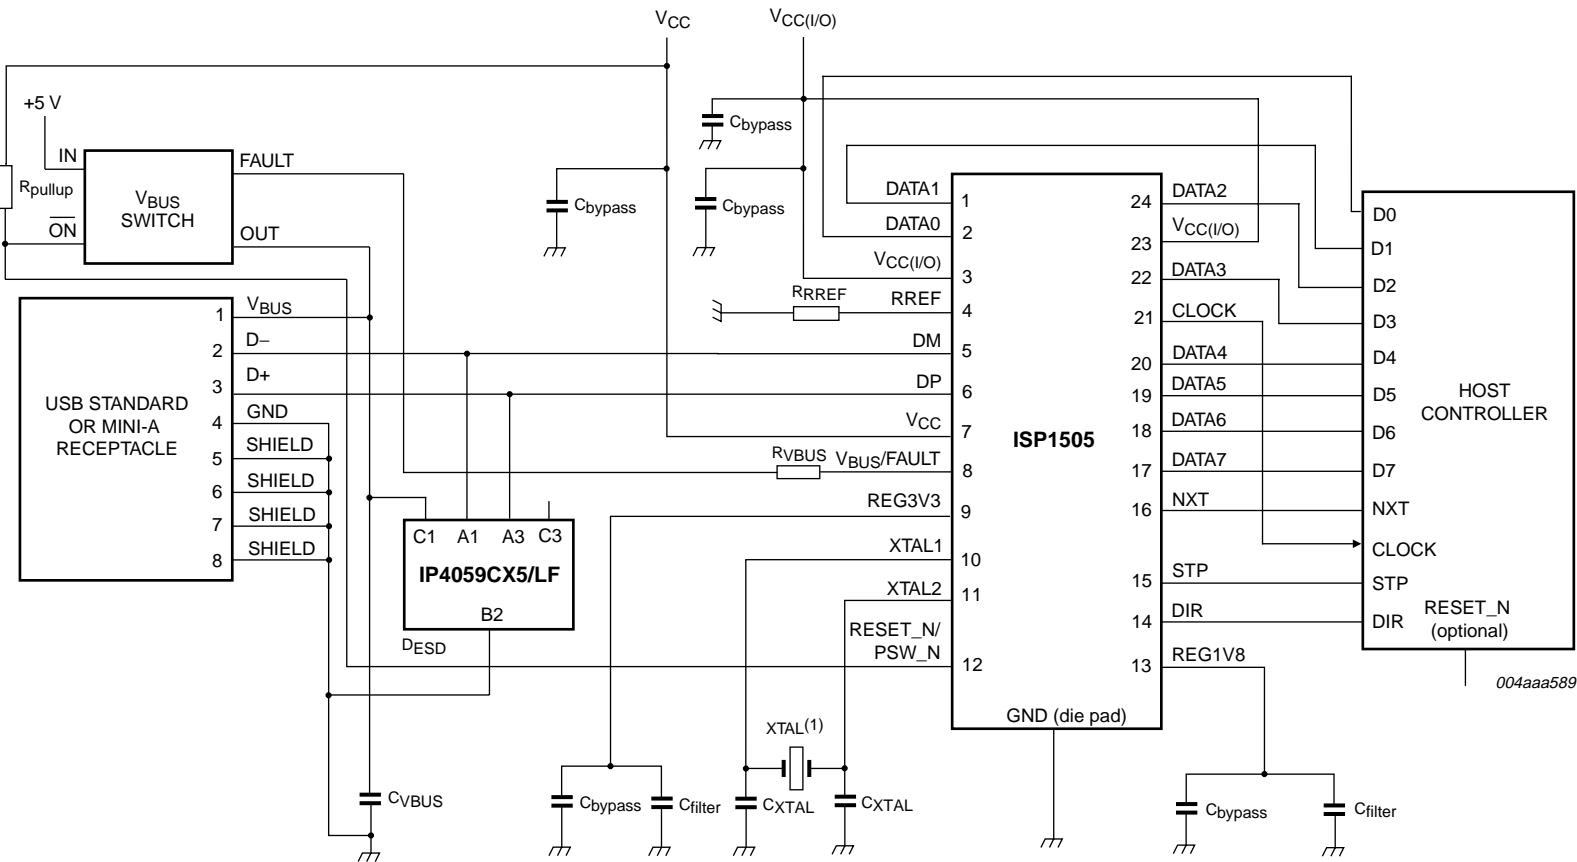 VCC
VCC(I/O)
+5 V
IN
FAULT
Rpullup
VBUS
SWITCH
ON
OUT
Cbypass
Cbypass
Cbypass
USB STANDARD
OR MINI-A
RECEPTACLE
1
VBUS
2
D–
3
D+
4
GND
5
SHIELD
6
SHIELD
7
SHIELD
8
SHIELD
C1
A1
A3
C3
IP4059CX5/LF
B2
DESD
CVBUS
Cbypass
Cfilter
CXTAL
XTAL(1)
CXTAL
RRREF
RVBUS
DATA1
1
DATA0
2
VCC(I/O)
3
RREF
4
DM
5
DP
6
VCC
7
VBUS/FAULT
8
REG3V3
9
XTAL1
10
XTAL2
11
RESET_N/
PSW_N
12
ISP1505
GND (die pad)
24
DATA2
23
VCC(I/O)
22
DATA3
21
CLOCK
20
DATA4
19
DATA5
18
DATA6
17
DATA7
16
NXT
15
STP
14
DIR
13
REG1V8
Cbypass
Cfilter
D0
D1
D2
D3
D4
D5
D6
D7
NXT
CLOCK
STP
DIR
HOST
CONTROLLER
RESET_N
(optional)
004aaa589